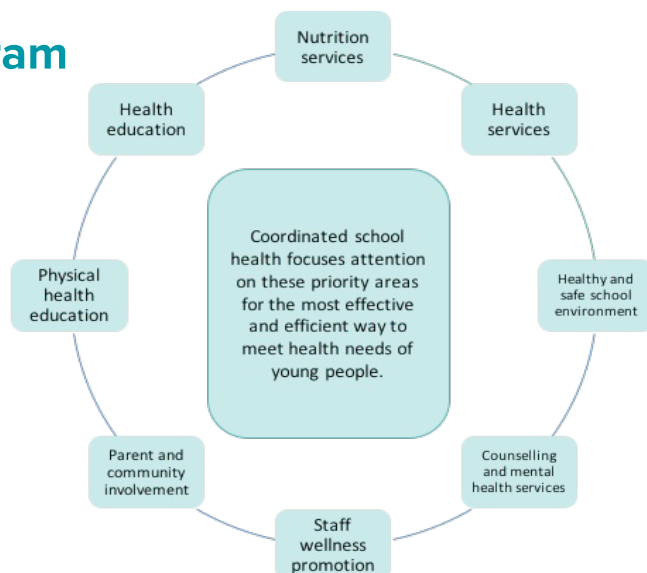 ram
Nutrition
services
Health
education
Health
services
Coordinated school
health focuses attention
on these priority areas
for the most effective
and efficient way to
meet health needs of
young people.
Physical
health
education
Healthy and
safe school
environment
Parent and
community
involvement
Counselling
and mental
health services
Staff
wellness
promotion